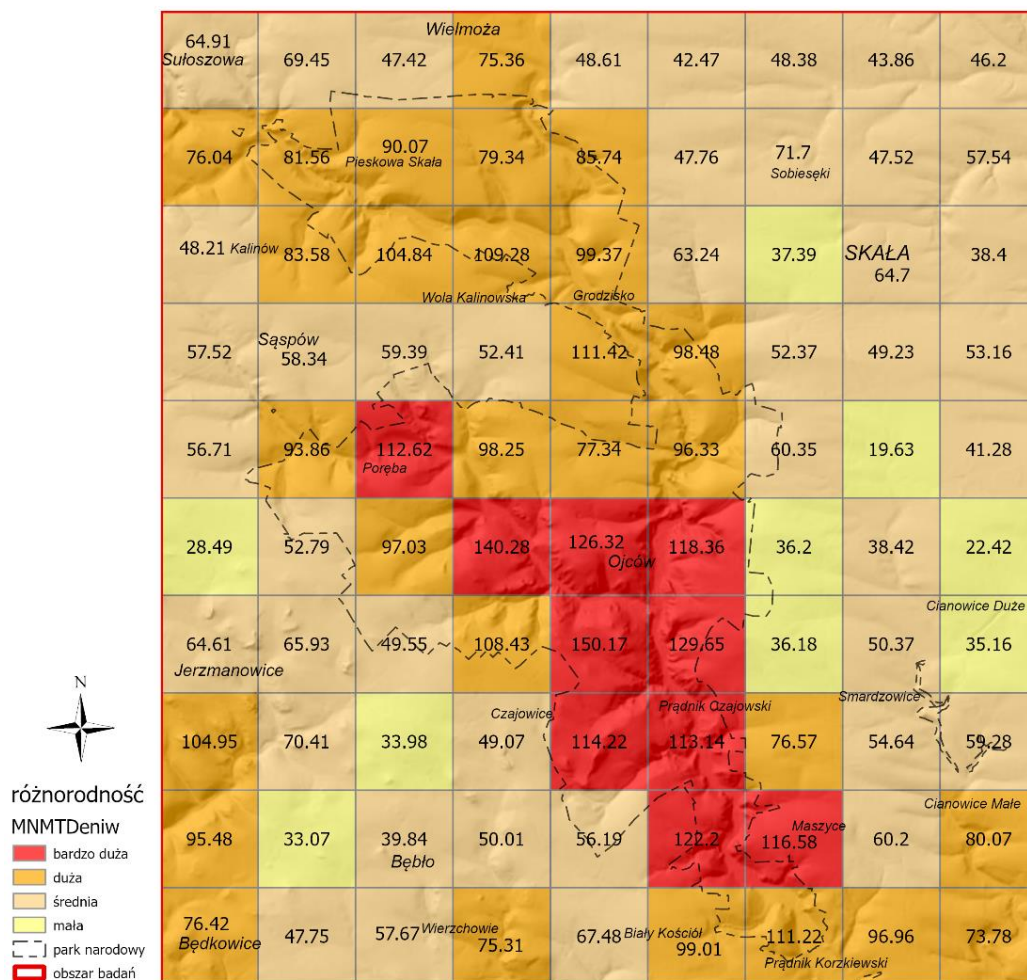 Wielmoża
64.91
Sułoszowa
69.45 47.42 75.36 48.61 42.47 48.38 43.86 46.2
76.04 81.56 90.07 79.34 85.74 47.76 71.7 47.52 57.54
Pieskowa Skała Sobiesęki
48.21 Kalinów 83.58 104.84 109.28 99.37 63.24 37.39 SKAŁA 38.4
64.7
Wola Kalinowska Grodzisko
Sąspów
57.52 58.34 59.39 52.41 111.42 98.48 52.37 49.23 53.16
56.71 93.86 112.62 98.25 77.34 96.33 60.35 19.63 41.28
Poręba
28.49 52.79 97.03 140.28 126.32 118.36 36.2 38.42 22.42
Ojców
Cianowice Duże
64.61 65.93 49.55 108.43 150.17 129.65 36.18 50.37 35.16
Jerzmanowice
Smardzowice
Czajowice Prądnik Czajowski
104.95 70.41 33.98 49.07 114.22 113.14 76.57 54.64 59.28
Cianowice Małe
95.48 33.07 39.84 50.01 56.19 122.2 116.58 60.2 80.07
Maszyce
Bębło
76.42 47.75 57.67 Wierzchowie 75.31 67.48 Biały Kościół 99.01 111.22 96.96 73.78
Będkowice
Prądnik Korzkiewski
N
różnorodność
MNMTDeniw
bardzo duża
duża
średnia
mała
park narodowy
obszar badań